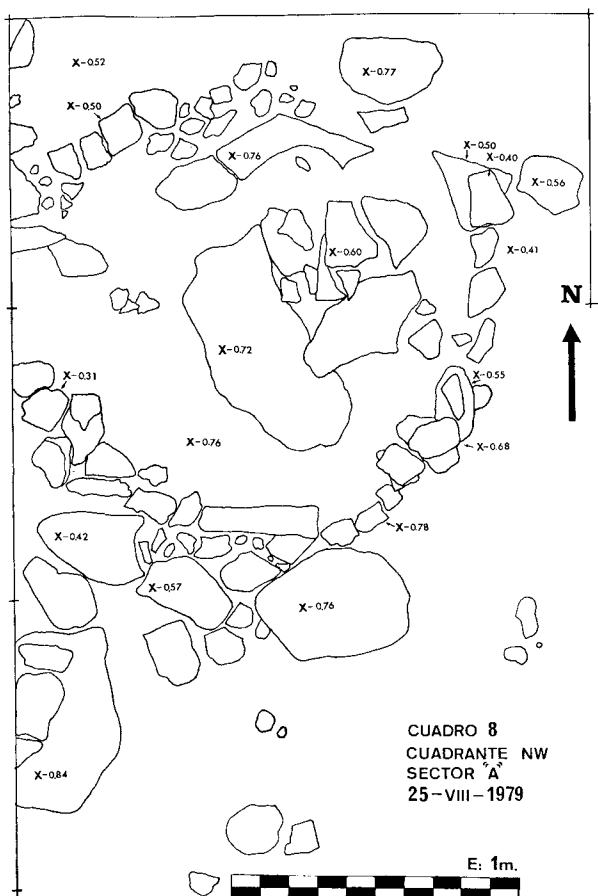 X-0,52
X-0,77
X-0,50
X-0,50
X-0,40
X-0,76
X-0,56
X-0,60
X-0,41
N
X-0,72
X-0,31
X-0,55
X-0,76
X-0,68
X-0,78
X-0,42
X-0,57
X-0,76
X-0,84
CUADRO 8
CUADRANTE NW
SECTOR "A"
25-VIII-1979
E: 1m.